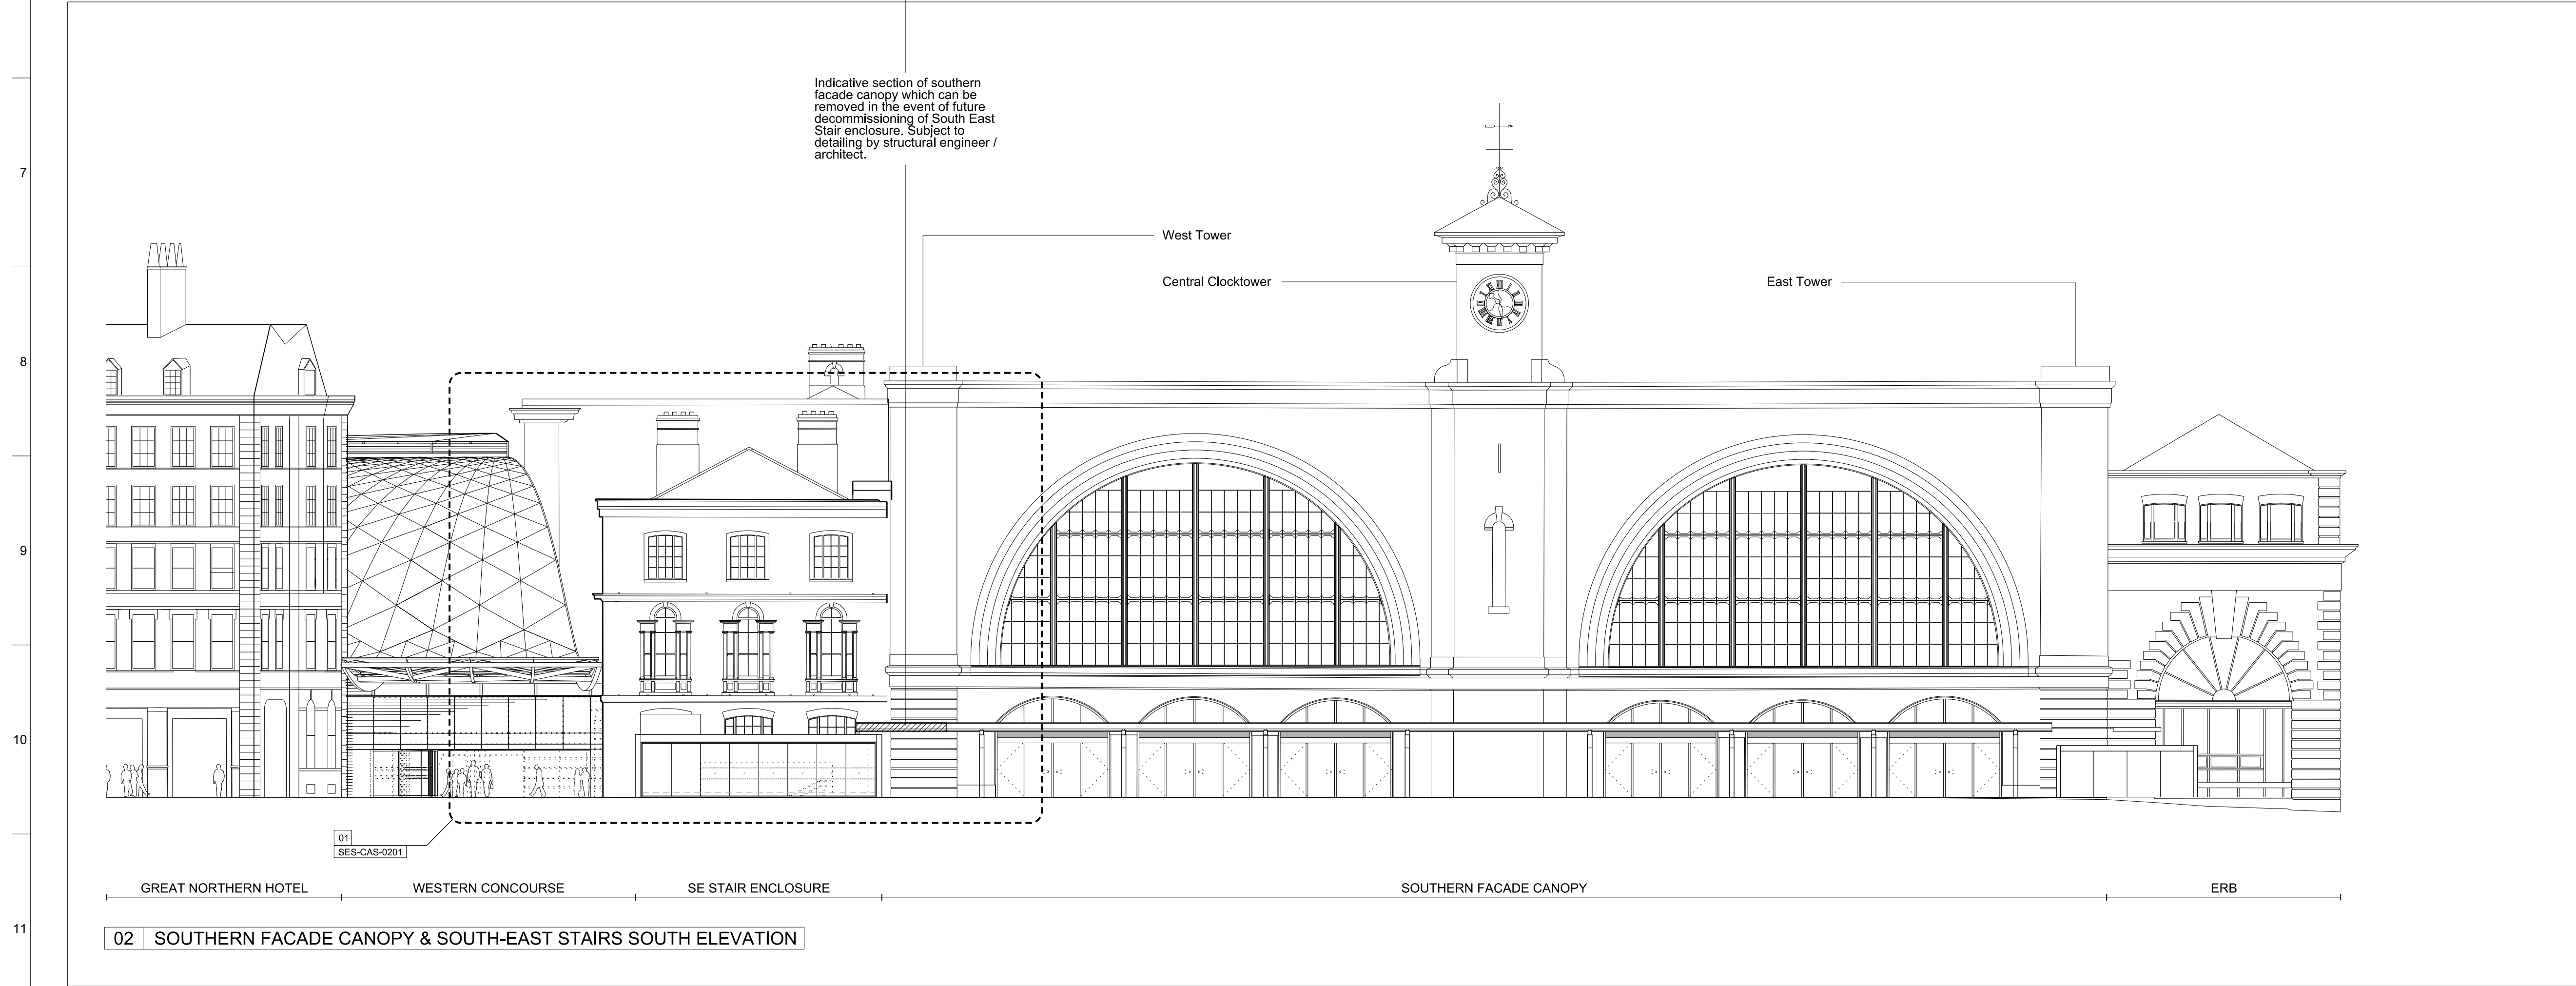 Indicative section of southern
facade canopy which can be
removed in the event of future
decommissioning of South East
Stair enclosure. Subject to
detailing by structural engineer /
architect.
7
West Tower
Central Clocktower
East Tower
8
9
10
01
SES-CAS-0201
GREAT NORTHERN HOTEL
WESTERN CONCOURSE
SE STAIR ENCLOSURE
SOUTHERN FACADE CANOPY
ERB
11
02 SOUTHERN FACADE CANOPY & SOUTH-EAST STAIRS SOUTH ELEVATION